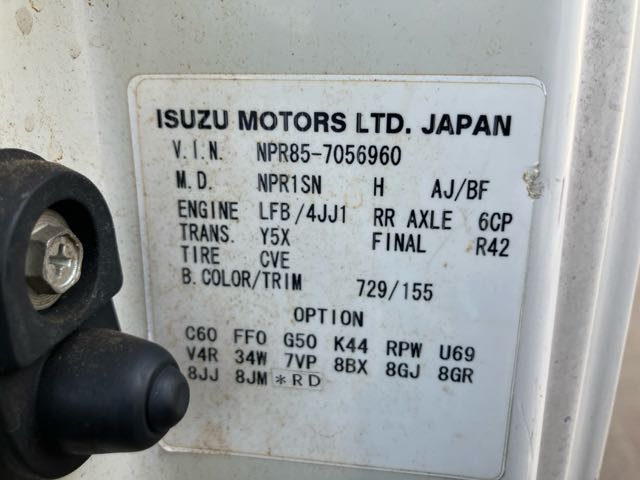 ISUZU MOTORS LTD. JAPAN
V.I.N. NPR85-7056960
M.D. NPR1SN H AJ/BF
ENGINE LFB/4JJ1 RR AXLE 6CP
TRANS. Y5X FINAL R42
TIRE CVE
B.COLOR/TRIM 729/155
OPTION
C60 FF0 G50 K44 RPW U69
V4R 34W 7VP 8BX 8GJ 8GR
8JJ 8JM *RD